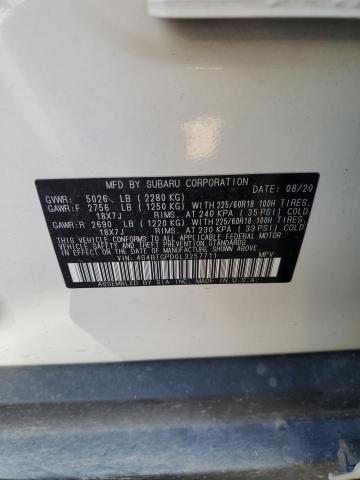 MFD BY SUBARU CORPORATION DATE: 08/20
GVWR: 5026 LB (2280 KG)
GAWR:F 2756 LB (1250 KG) WITH 225/60R18 100H TIRES,
18X7J RIMS, AT 240 KPA (35 PSI) COLD
GAWR:R 2690 LB (1220 KG) WITH 225/60R18 100H TIRES,
18X7J RIMS, AT 230 KPA (33 PSI) COLD
THIS VEHICLE CONFORMS TO ALL APPLICABLE FEDERAL MOTOR
VEHICLE SAFETY AND THEFT PREVENTION STANDARDS IN
EFFECT ON THE DATE OF MANUFACTURE SHOWN ABOVE.
VIN: 4S4BTGPD0L3257711 MPV
ASSEMBLED BY SIA INC. MADE IN U.S.A.